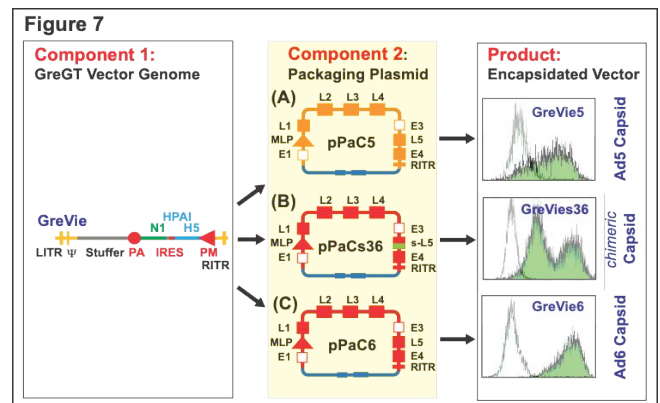 Figure 7
Component 1:
GreGT Vector Genome
GreVie
N1
HPAI
H5
LITR Ψ Stuffer PA IRES PM
RITR
Component 2:
Packaging Plasmid
(A)
L2 L3 L4
L1
MLP
E1
pPaC5
E3
L5
E4
RITR
(B)
L2 L3 L4
L1
MLP
E1
pPaCs36
E3
s-L5
E4
RITR
(C)
L2 L3 L4
L1
MLP
E1
pPaC6
E3
L5
E4
RITR
Product:
Encapsidated Vector
GreVie5
Ad5 Capsid
GreVies36
chimeric
Capsid
GreVie6
Ad6 Capsid